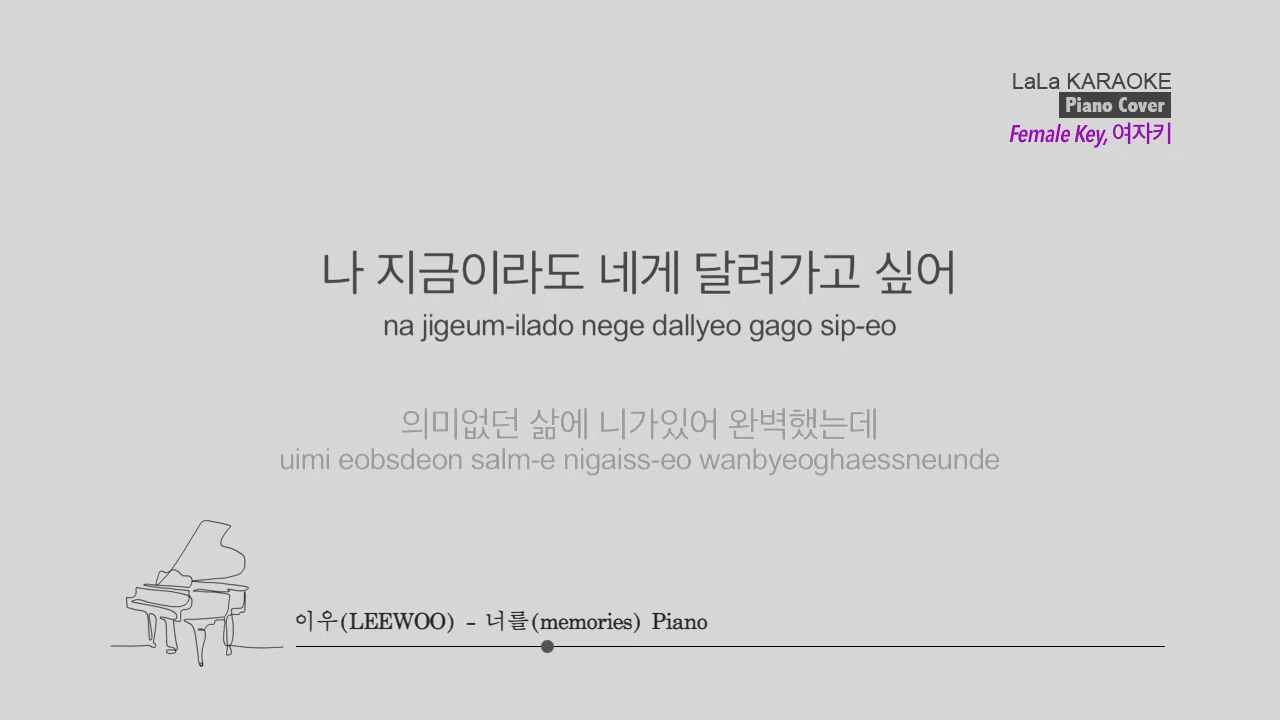 LaLa KARAOKE
Piano Cover
Female Key, 여자키
나 지금이라도 네게 달려가고 싶어
na jigeum-ilado nege dallyeo gago sip-eo
의미없던 삶에 니가있어 완벽했는데
uimi eobsdeon salm-e nigaiss-eo wanbyeoghaessneunde
이우(LEEWOO) - 너를(memories) Piano